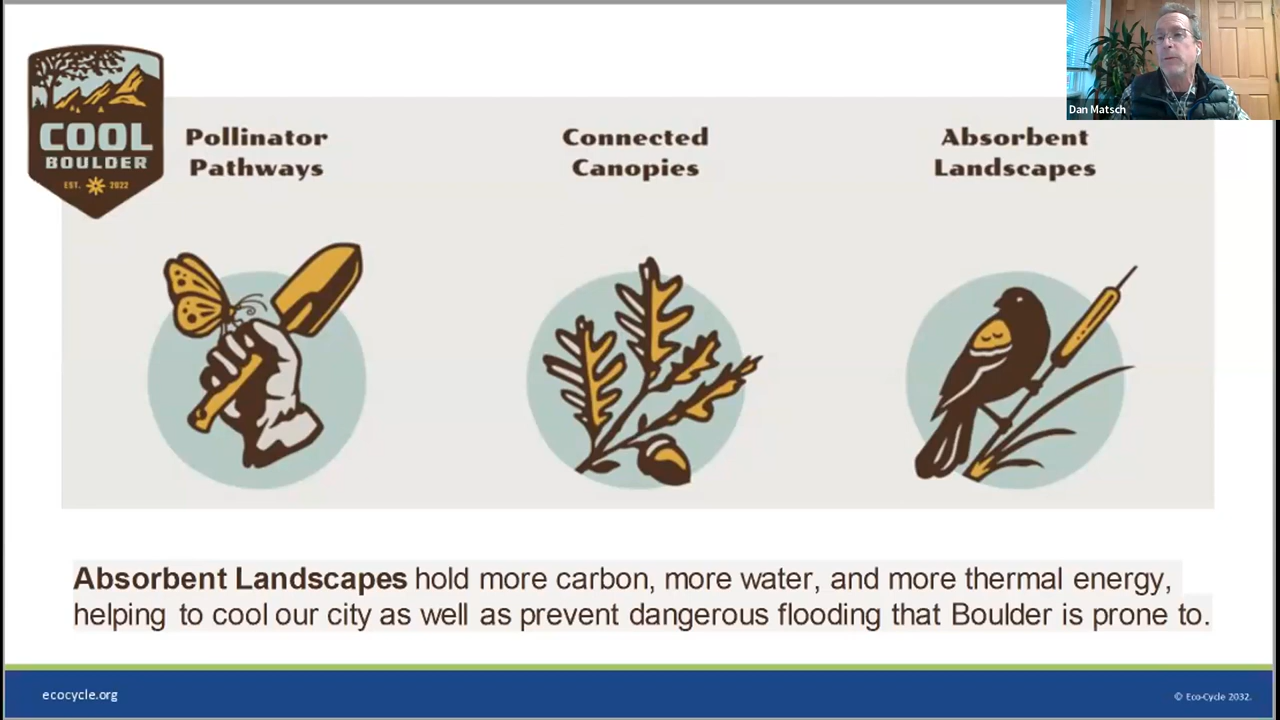 Dan Matsch
COOL
BOULDER
EST. 2022
Pollinator
Pathways
Connected
Canopies
Absorbent
Landscapes
Absorbent Landscapes hold more carbon, more water, and more thermal energy,
helping to cool our city as well as prevent dangerous flooding that Boulder is prone to.
ecocycle.org
© Eco-Cycle 2032.